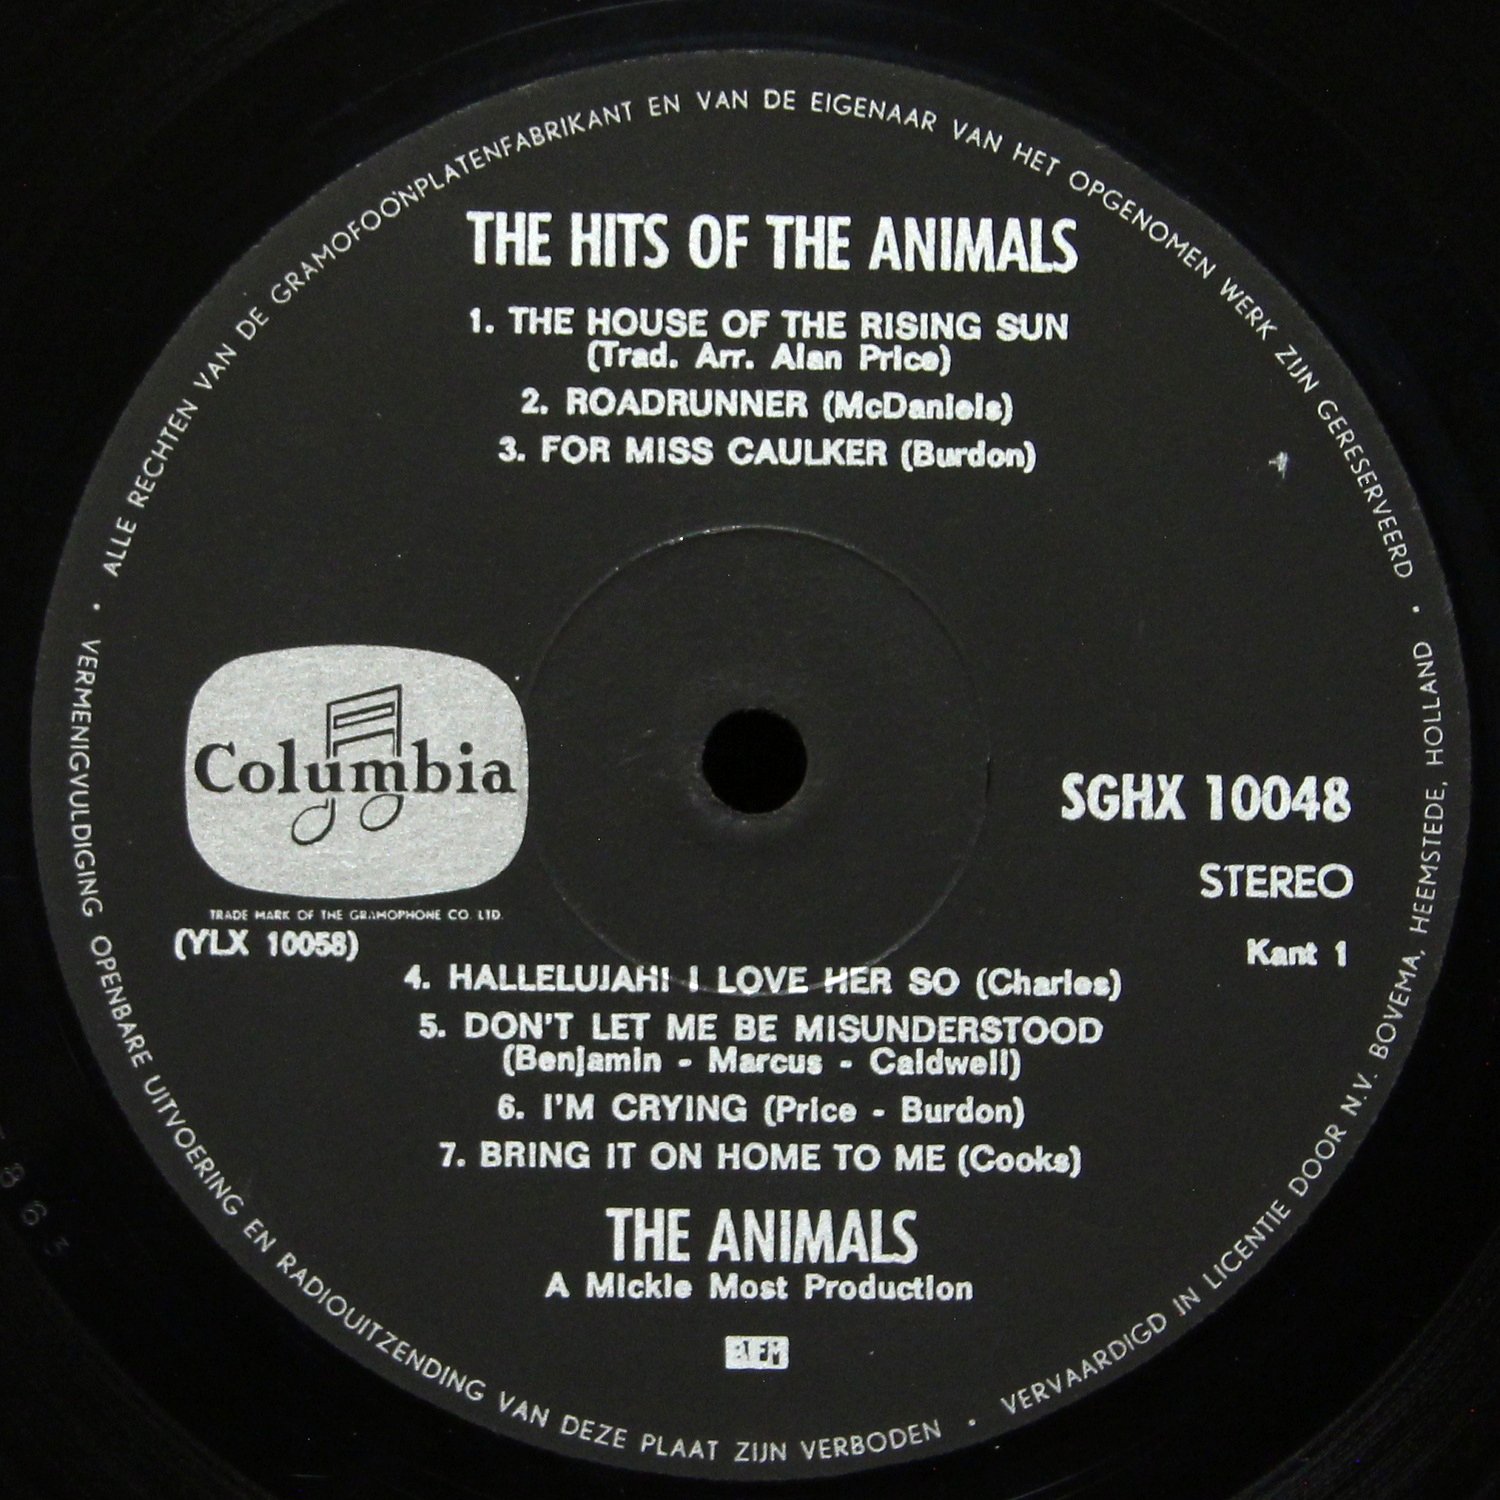 ALLE RECHTEN VAN DE GRAMOFOONPLATENFABRIKANT EN VAN DE EIGENAAR VAN HET OPGENOMEN WERK ZIJN GERESERVEERD •
THE HITS OF THE ANIMALS
1. THE HOUSE OF THE RISING SUN
(Trad. Arr. Alan Price)
2. ROADRUNNER (McDaniels)
3. FOR MISS CAULKER (Burdon)
Columbia
TRADE MARK OF THE GRAMOPHONE CO. LTD.
(YLX 10058)
SGHX 10048
STEREO
Kant 1
4. HALLELUJAH! I LOVE HER SO (Charles)
5. DON'T LET ME BE MISUNDERSTOOD
(Benjamin - Marcus - Caldwell)
6. I'M CRYING (Price - Burdon)
7. BRING IT ON HOME TO ME (Cooks)
THE ANIMALS
A Mickie Most Production
VERMENIGVULDIGING OPENBARE UITVOERING EN RADIOUITZENDING VAN DEZE PLAAT ZIJN VERBODEN •
VERVAARDIGD IN LICENTIE DOOR N.V. BOVEMA, HEEMSTEDE, HOLLAND •
863